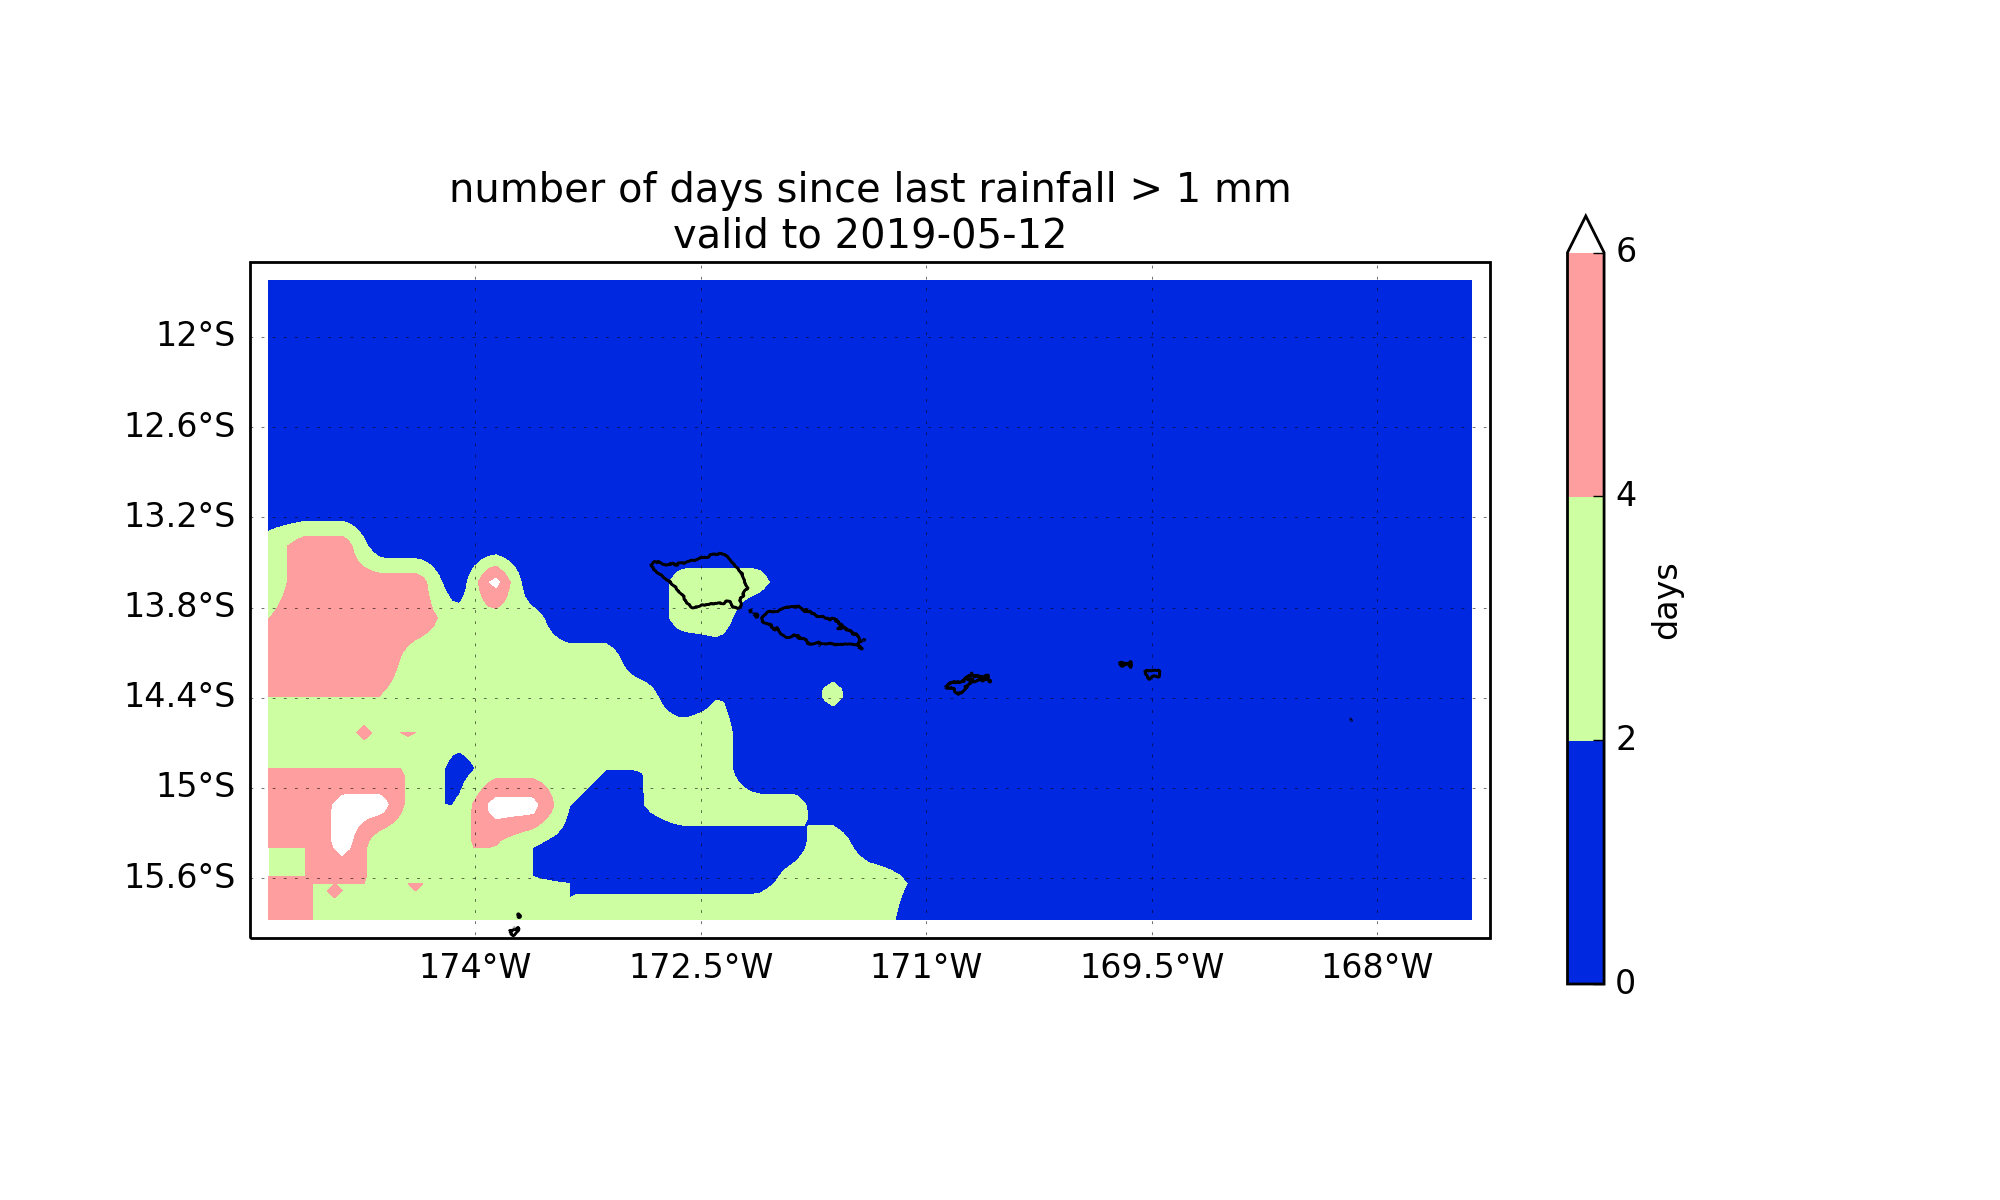 number of days since last rainfall > 1 mm
valid to 2019-05-12
12°S
12.6°S
13.2°S
13.8°S
14.4°S
15°S
15.6°S
174°W
172.5°W
171°W
169.5°W
168°W
6
4
2
0
days